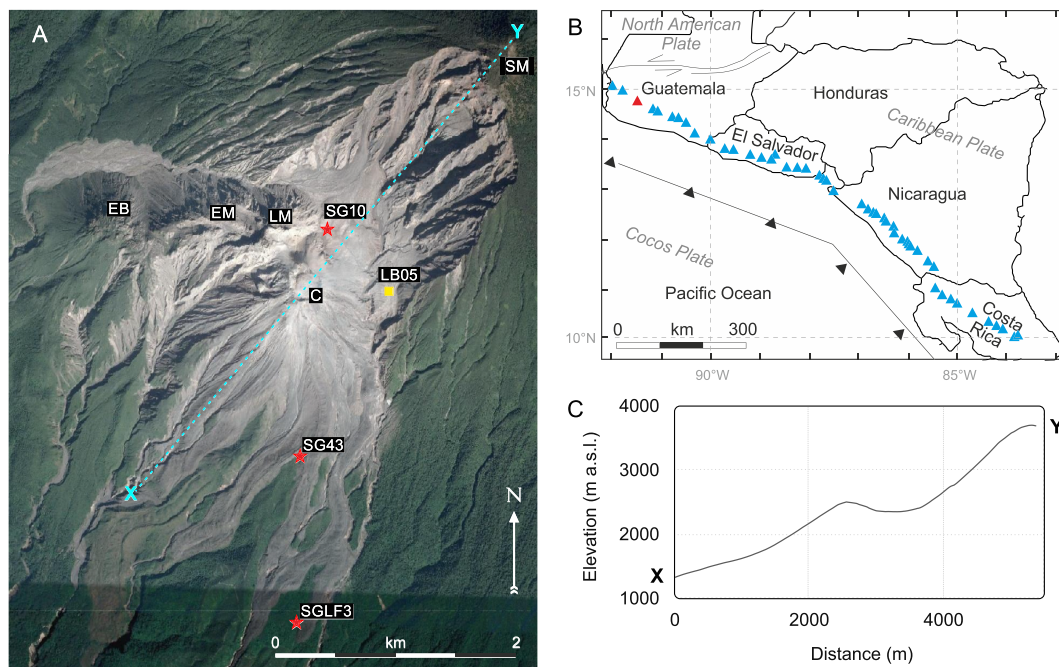 A
Y
SM
EB
EM
LM
SG10
LB05
C
SG43
X
N
SGLF3
0 km 2
B
North American
Plate
15°N
Guatemala
Honduras
Caribbean Plate
El Salvador
Nicaragua
Cocos Plate
Pacific Ocean
0 km 300
Costa
Rica
10°N
90°W
85°W
C
4000
Y
3000
2000
X
1000
Elevation (m a.s.l.)
0
2000
4000
Distance (m)